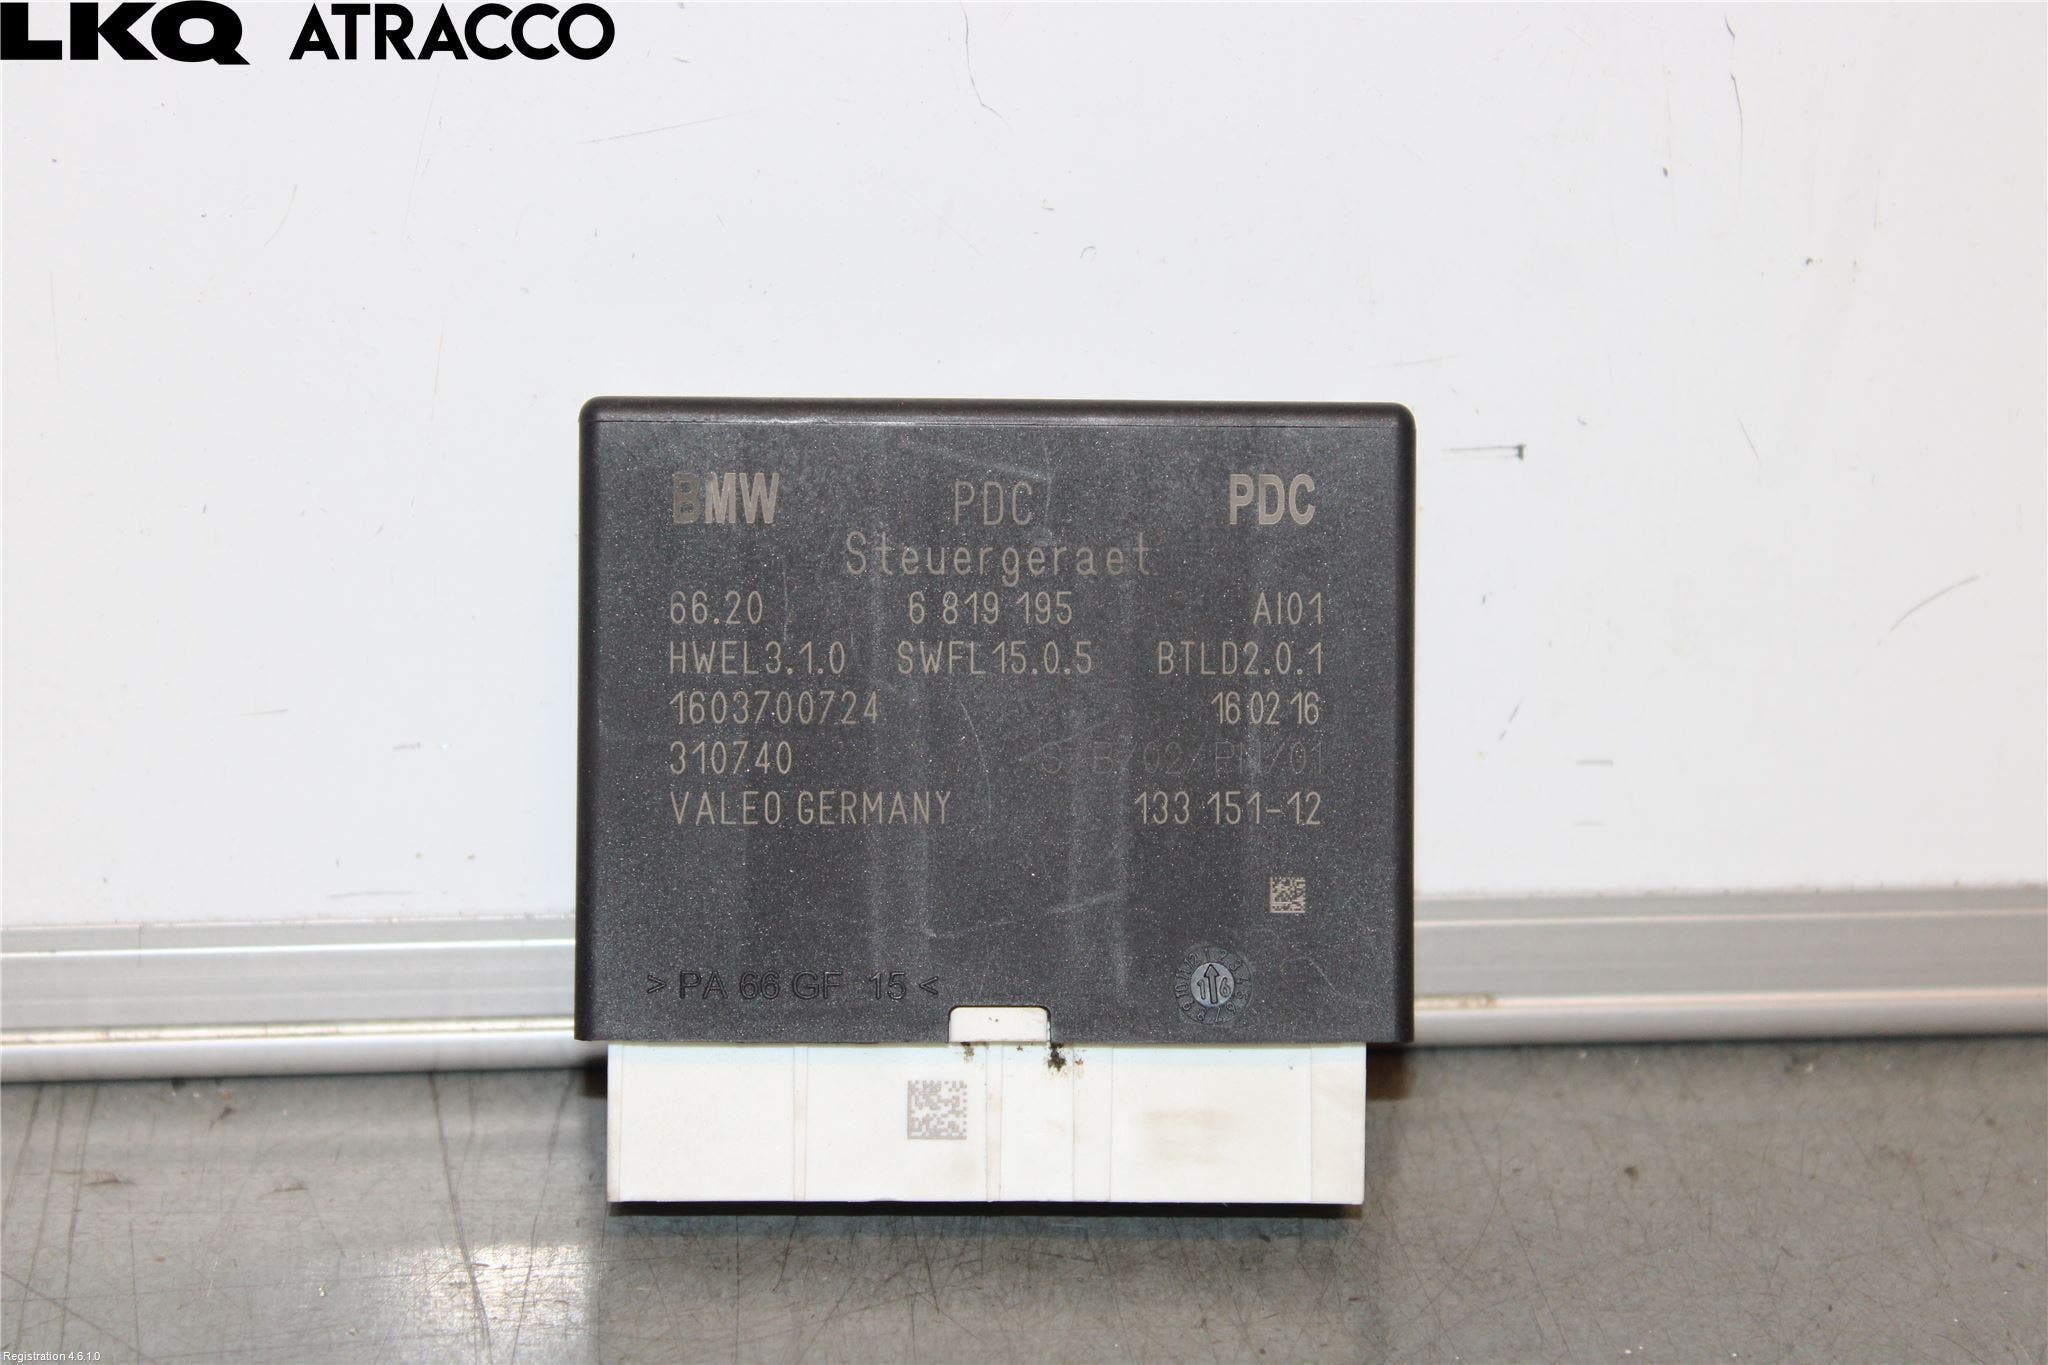 LKQ ATRACCO
BMW PDC PDC
Steuergeraet
66.20 6 819 195 AI01
HWEL3.1.0 SWFL15.0.5 BTLD2.0.1
1603700724 16 02 16
310740
VALEO GERMANY 133 151-12
> PA 66 GF 15 <
1 6
Registration 4.6.1.0